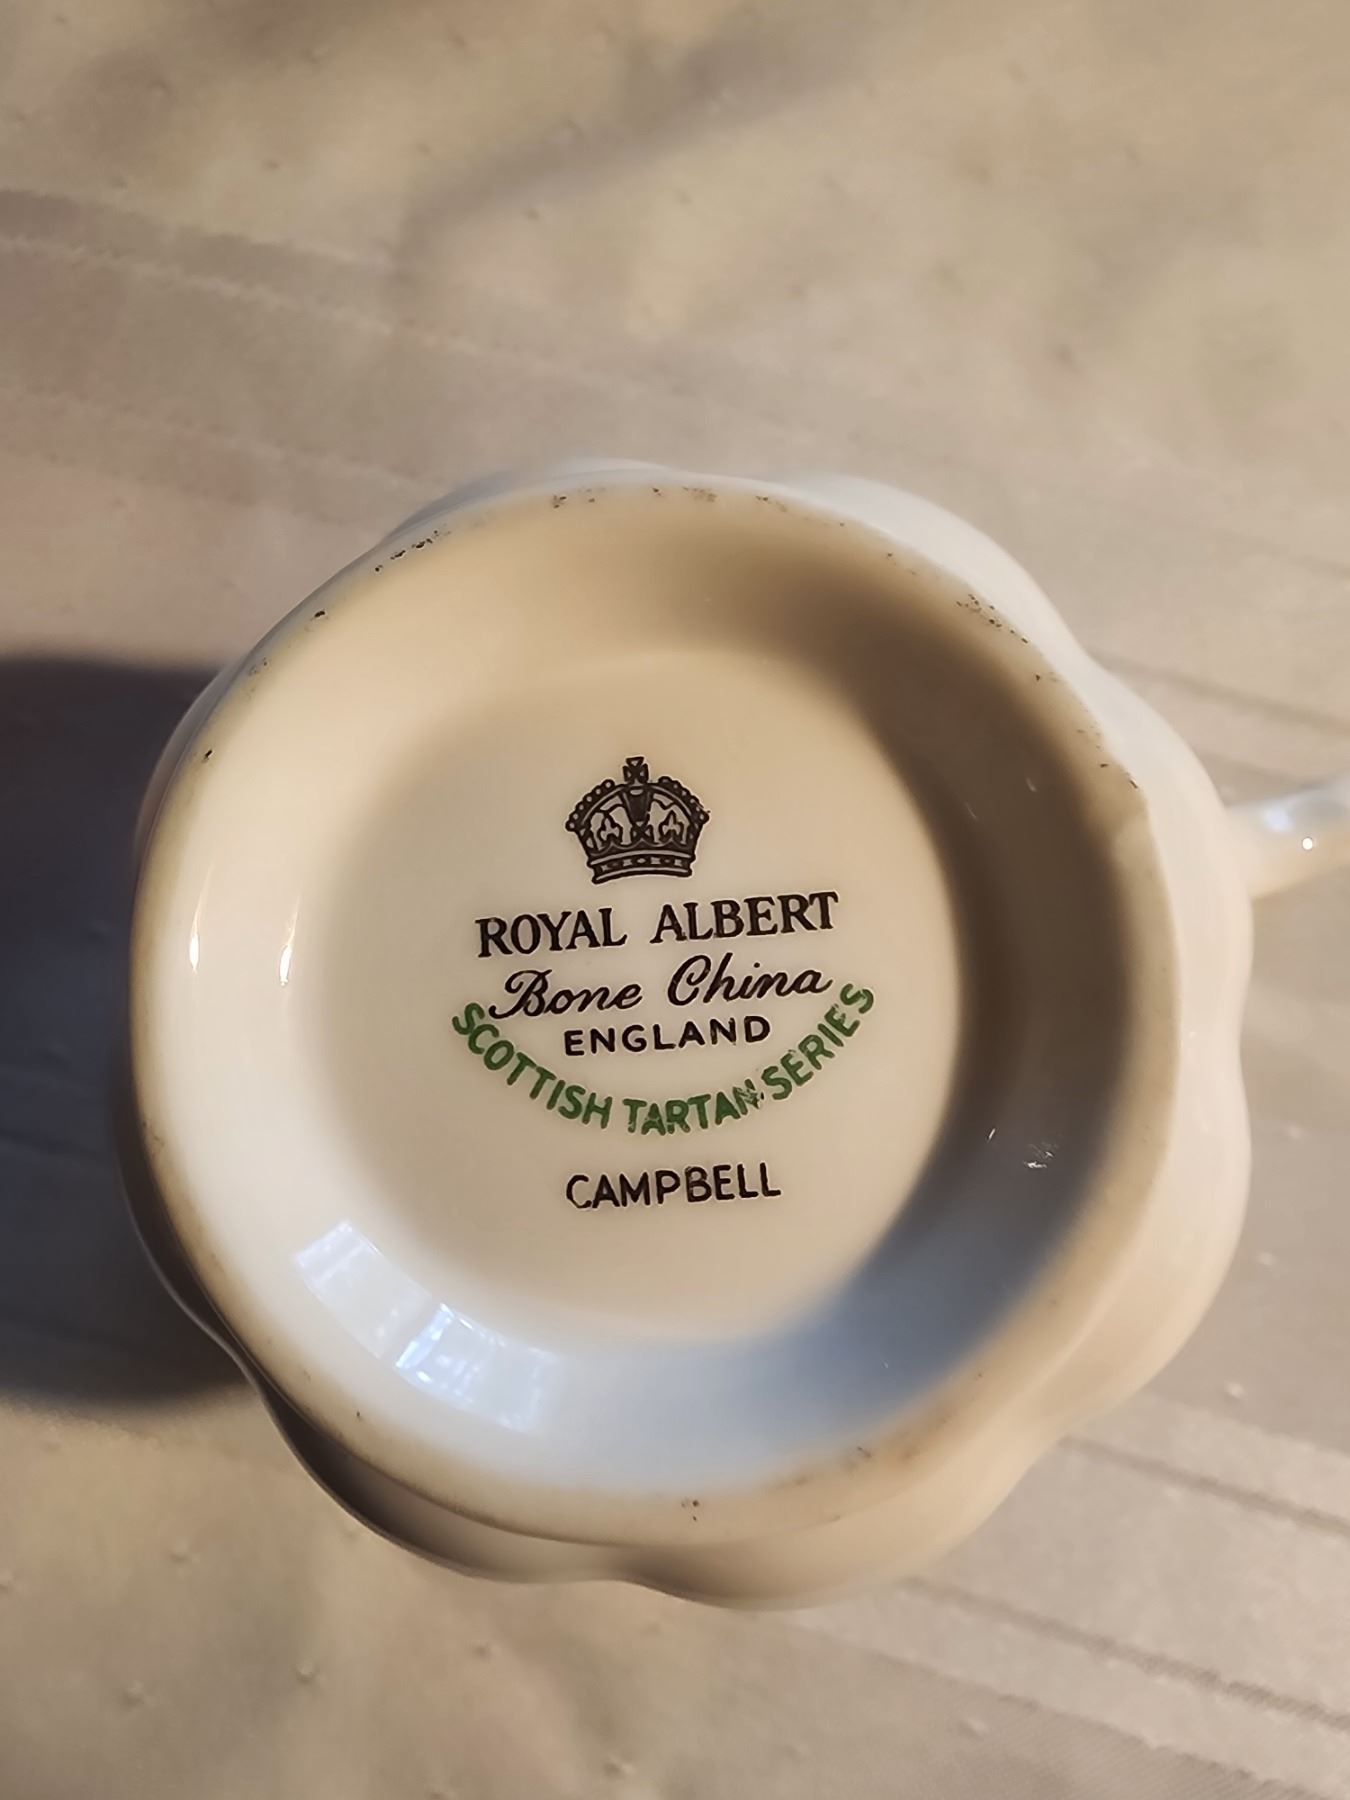 ROYAL ALBERT
Bone China
ENGLAND
SCOTTISH TARTAN SERIES
CAMPBELL